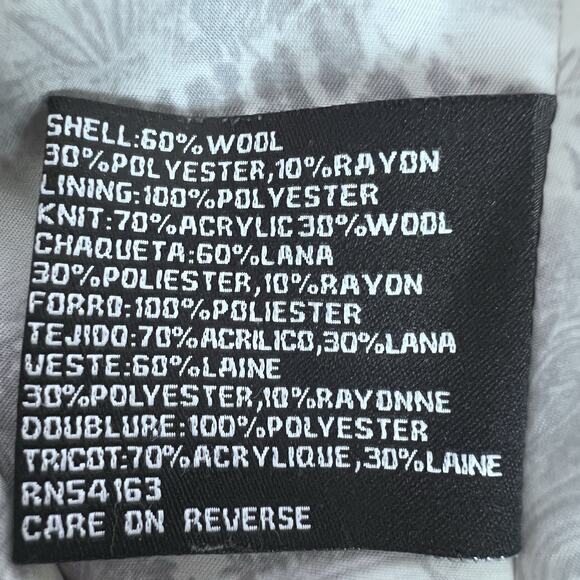 SHELL:60%WOOL
30%POLYESTER,10%RAYON
LINING:100%POLYESTER
KNIT:70%ACRYLIC30%WOOL
CHAQUETA:60%LANA
30%POLIESTER,10%RAYON
FORRO:100%POLIESTER
TEJIDO:70%ACRILICO,30%LANA
VESTE:60%LAINE
30%POLYESTER,10%RAYONNE
DOUBLURE:100%POLYESTER
TRICOT:70%ACRYLIQUE,30%LAINE
RN54163
CARE ON REVERSE